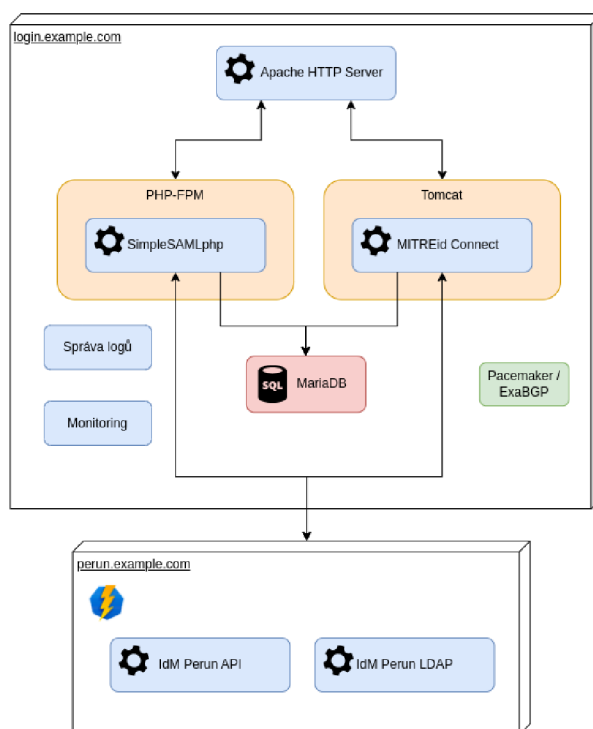 login.example.com
Apache HTTP Server
PHP-FPM
Tomcat
SimpleSAMLphp
MITREid Connect
Správa logů
SQL
MariaDB
Pacemaker /
ExaBGP
Monitoring
perun.example.com
IdM Perun API
IdM Perun LDAP